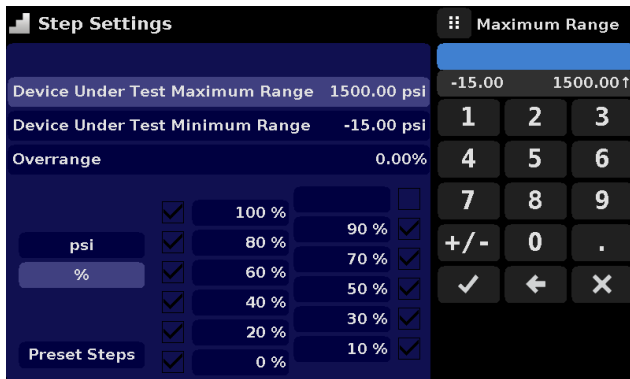 Step Settings
Maximum Range
-15.00 1500.00↑
Device Under Test Maximum Range 1500.00 psi
Device Under Test Minimum Range -15.00 psi
Overrange 0.00%
psi
%
Preset Steps
100 %
90 %
80 %
70 %
60 %
50 %
40 %
30 %
20 %
10 %
0 %
1 2 3
4 5 6
7 8 9
+/- 0 .